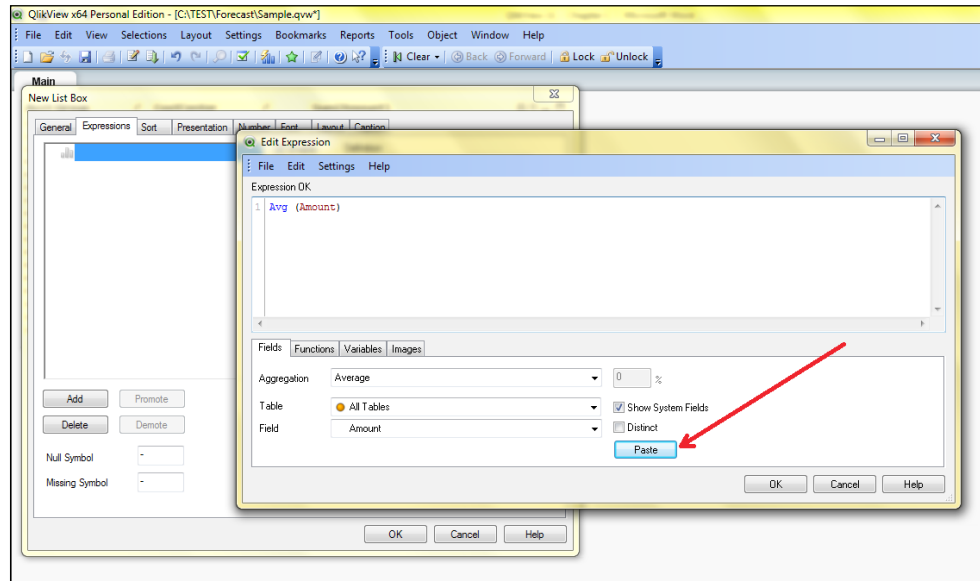 QlikView x64 Personal Edition - [C:\TEST\Forecast\Sample.qvw*]
File Edit View Selections Layout Settings Bookmarks Reports Tools Object Window Help
Clear Back Forward Lock Unlock
Main
New List Box
General Expressions Sort Presentation Number Font Layout Caption
Edit Expression
File Edit Settings Help
Expression OK
1 Avg (Amount)
Fields Functions Variables Images
Aggregation Average 0 %
Table All Tables Show System Fields
Field Amount Distinct
Paste
Add Promote
Delete Demote
Null Symbol -
Missing Symbol -
OK Cancel Help
OK Cancel Help